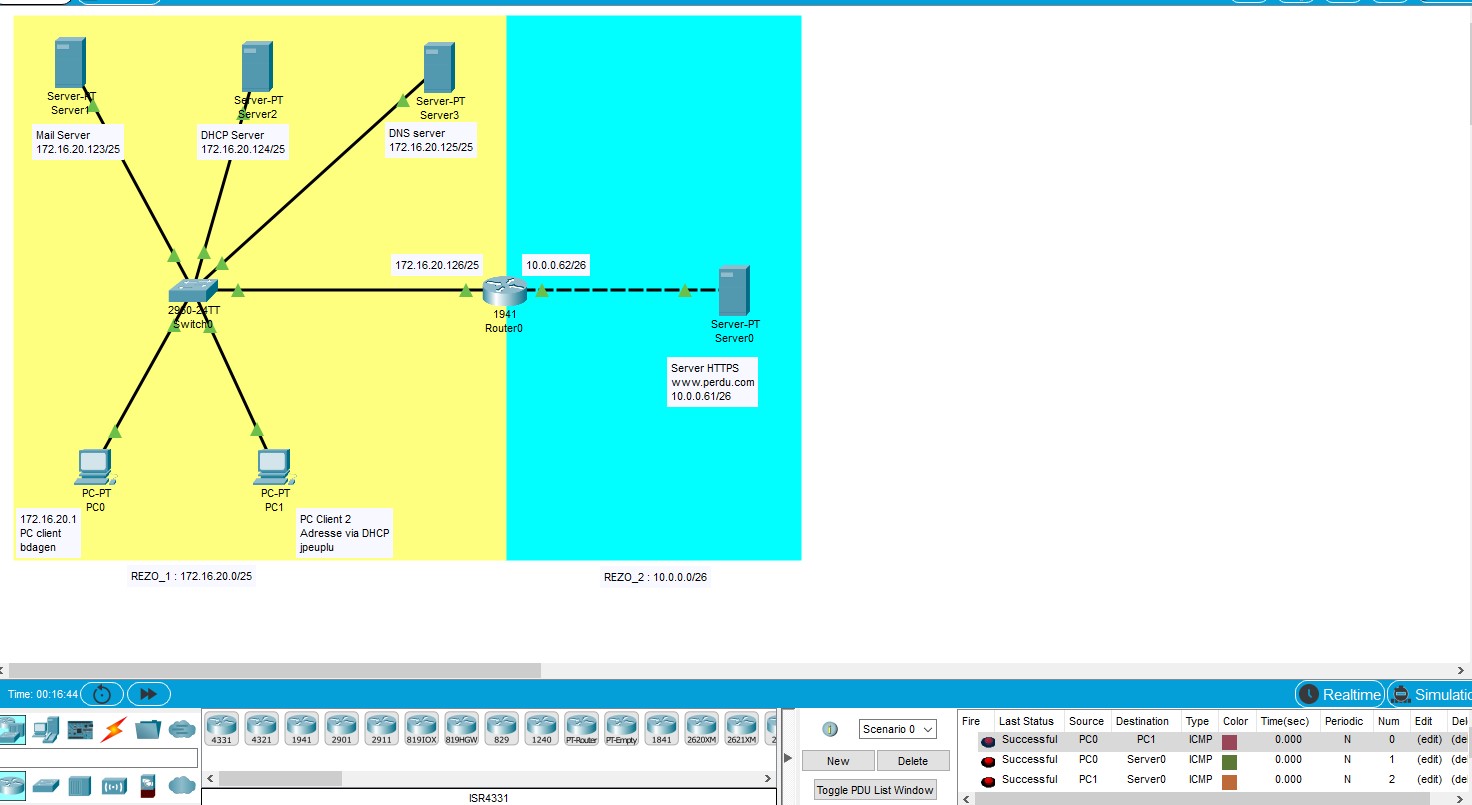 Server-PT
Server1
Mail Server
172.16.20.123/25
Server-PT
Server2
DHCP Server
172.16.20.124/25
Server-PT
Server3
DNS server
172.16.20.125/25
172.16.20.126/25
10.0.0.62/26
2960-24TT
Switch0
1941
Router0
Server-PT
Server0
Server HTTPS
www.perdu.com
10.0.0.61/26
PC-PT
PC0
172.16.20.1
PC client
bdagen
PC-PT
PC1
PC Client 2
Adresse via DHCP
jpeuplu
REZO_1 : 172.16.20.0/25
REZO_2 : 10.0.0.0/26
Time: 00:16:44
Realtime
Simulatio
4331
4321
1941
2901
2911
819IOX
819HGW
829
1240
PT-Router
PT-Empty
1841
2620XM
2621XM
2
ISR4331
Scenario 0
New
Delete
Toggle PDU List Window
Fire Last Status Source Destination Type Color Time(sec) Periodic Num Edit Del
Successful PC0 PC1 ICMP 0.000 N 0 (edit) (de
Successful PC0 Server0 ICMP 0.000 N 1 (edit) (de
Successful PC1 Server0 ICMP 0.000 N 2 (edit) (de